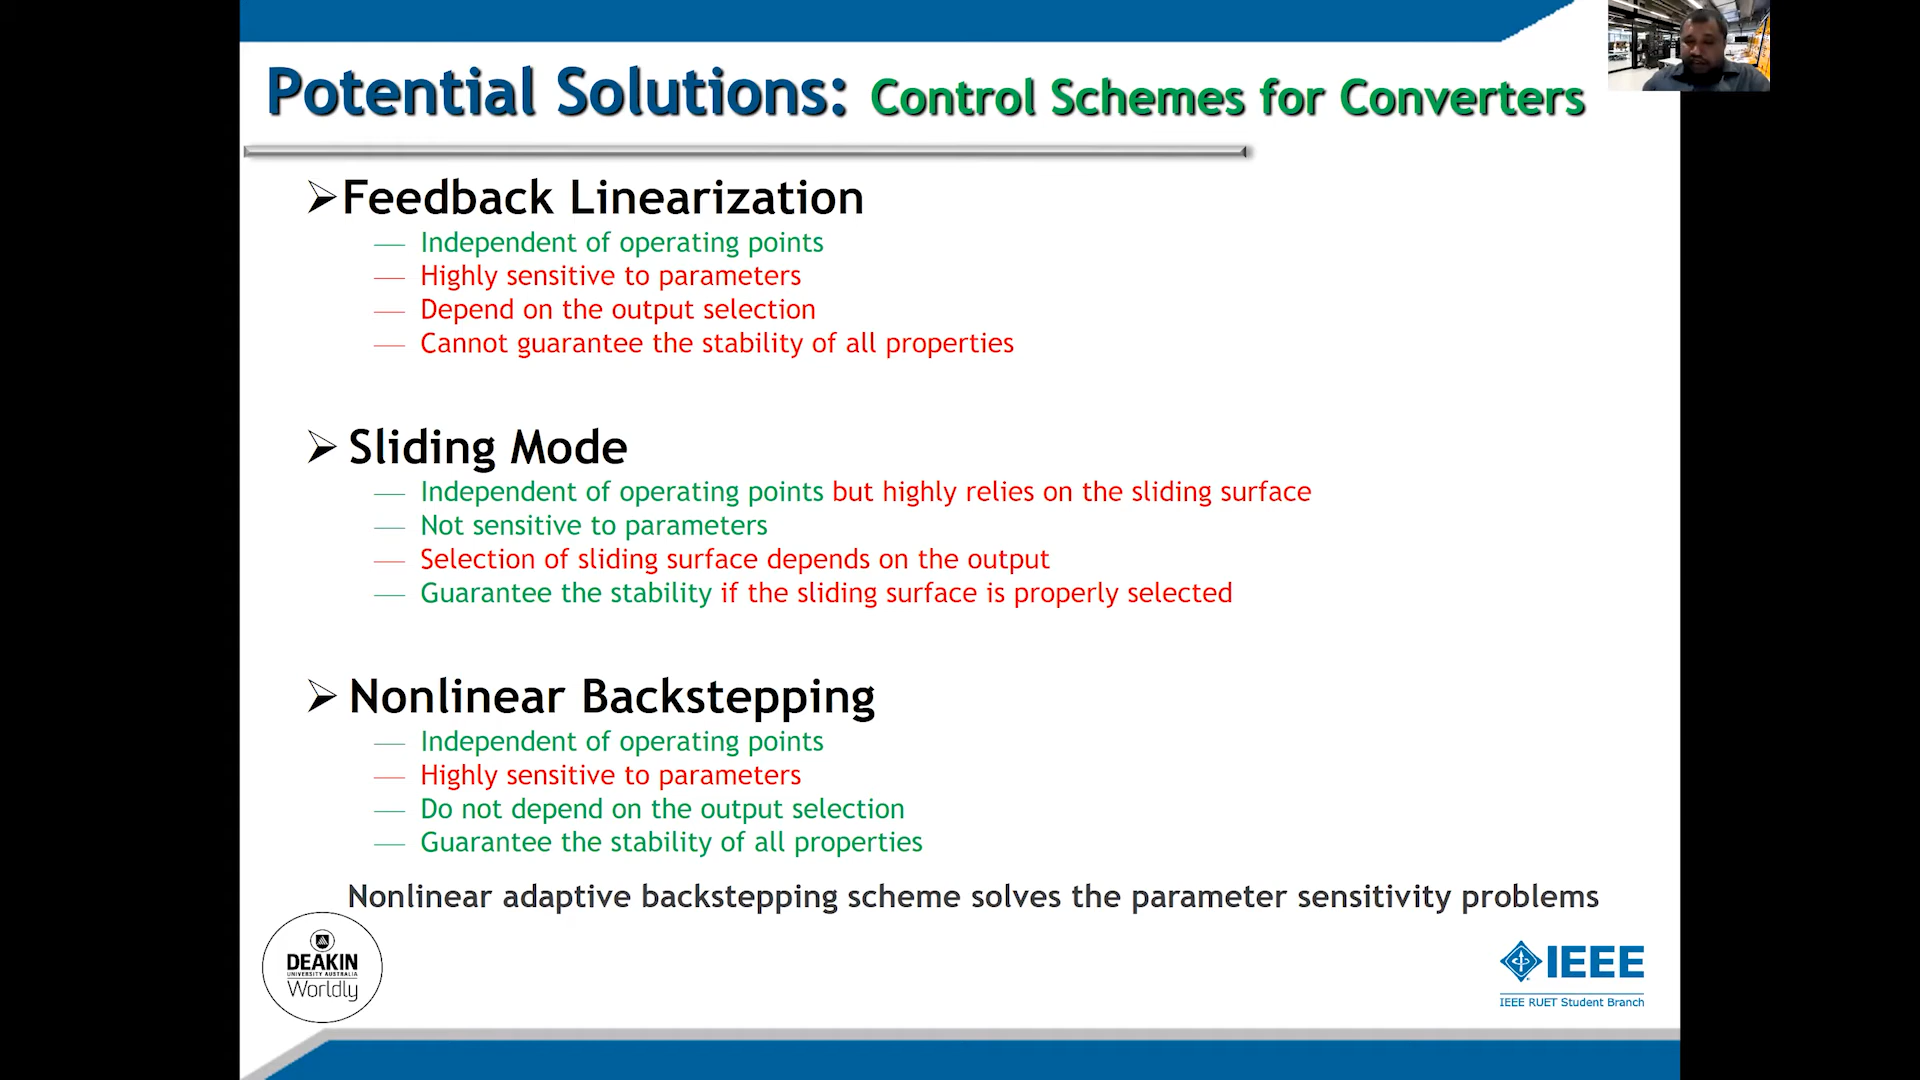 Potential Solutions: Control Schemes for Converters
Feedback Linearization
Independent of operating points
Highly sensitive to parameters
Depend on the output selection
Cannot guarantee the stability of all properties
Sliding Mode
Independent of operating points but highly relies on the sliding surface
Not sensitive to parameters
Selection of sliding surface depends on the output
Guarantee the stability if the sliding surface is properly selected
Nonlinear Backstepping
Independent of operating points
Highly sensitive to parameters
Do not depend on the output selection
Guarantee the stability of all properties
Nonlinear adaptive backstepping scheme solves the parameter sensitivity problems
DEAKIN
UNIVERSITY AUSTRALIA
Worldly
IEEE
IEEE RUET Student Branch